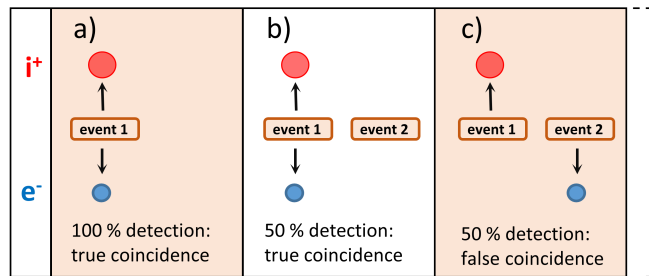 a)
b)
c)
i+
event 1
event 1
event 2
event 1
event 2
e-
100 % detection:
true coincidence
50 % detection:
true coincidence
50 % detection:
false coincidence